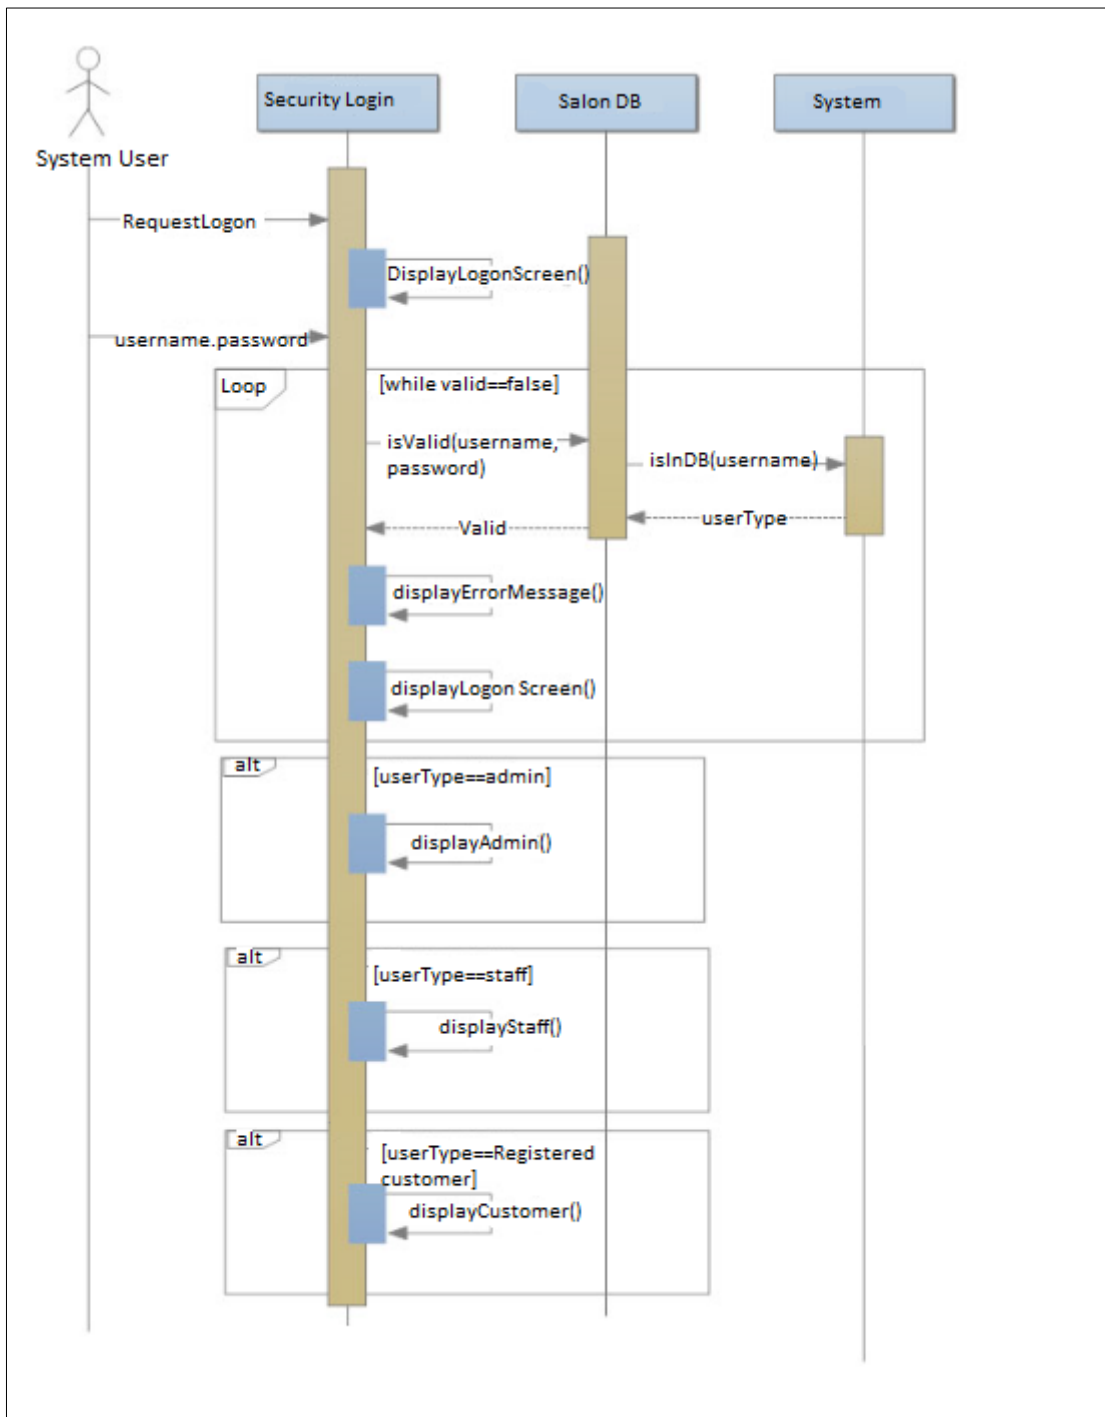 Security Login
Salon DB
System
System User
RequestLogon
DisplayLogonScreen()
username.password
Loop
[while valid==false]
isValid(username,
password)
isInDB(username)
userType
Valid
displayErrorMessage()
displayLogon Screen()
alt
[userType==admin]
displayAdmin()
alt
[userType==staff]
displayStaff()
alt
[userType==Registered
customer]
displayCustomer()